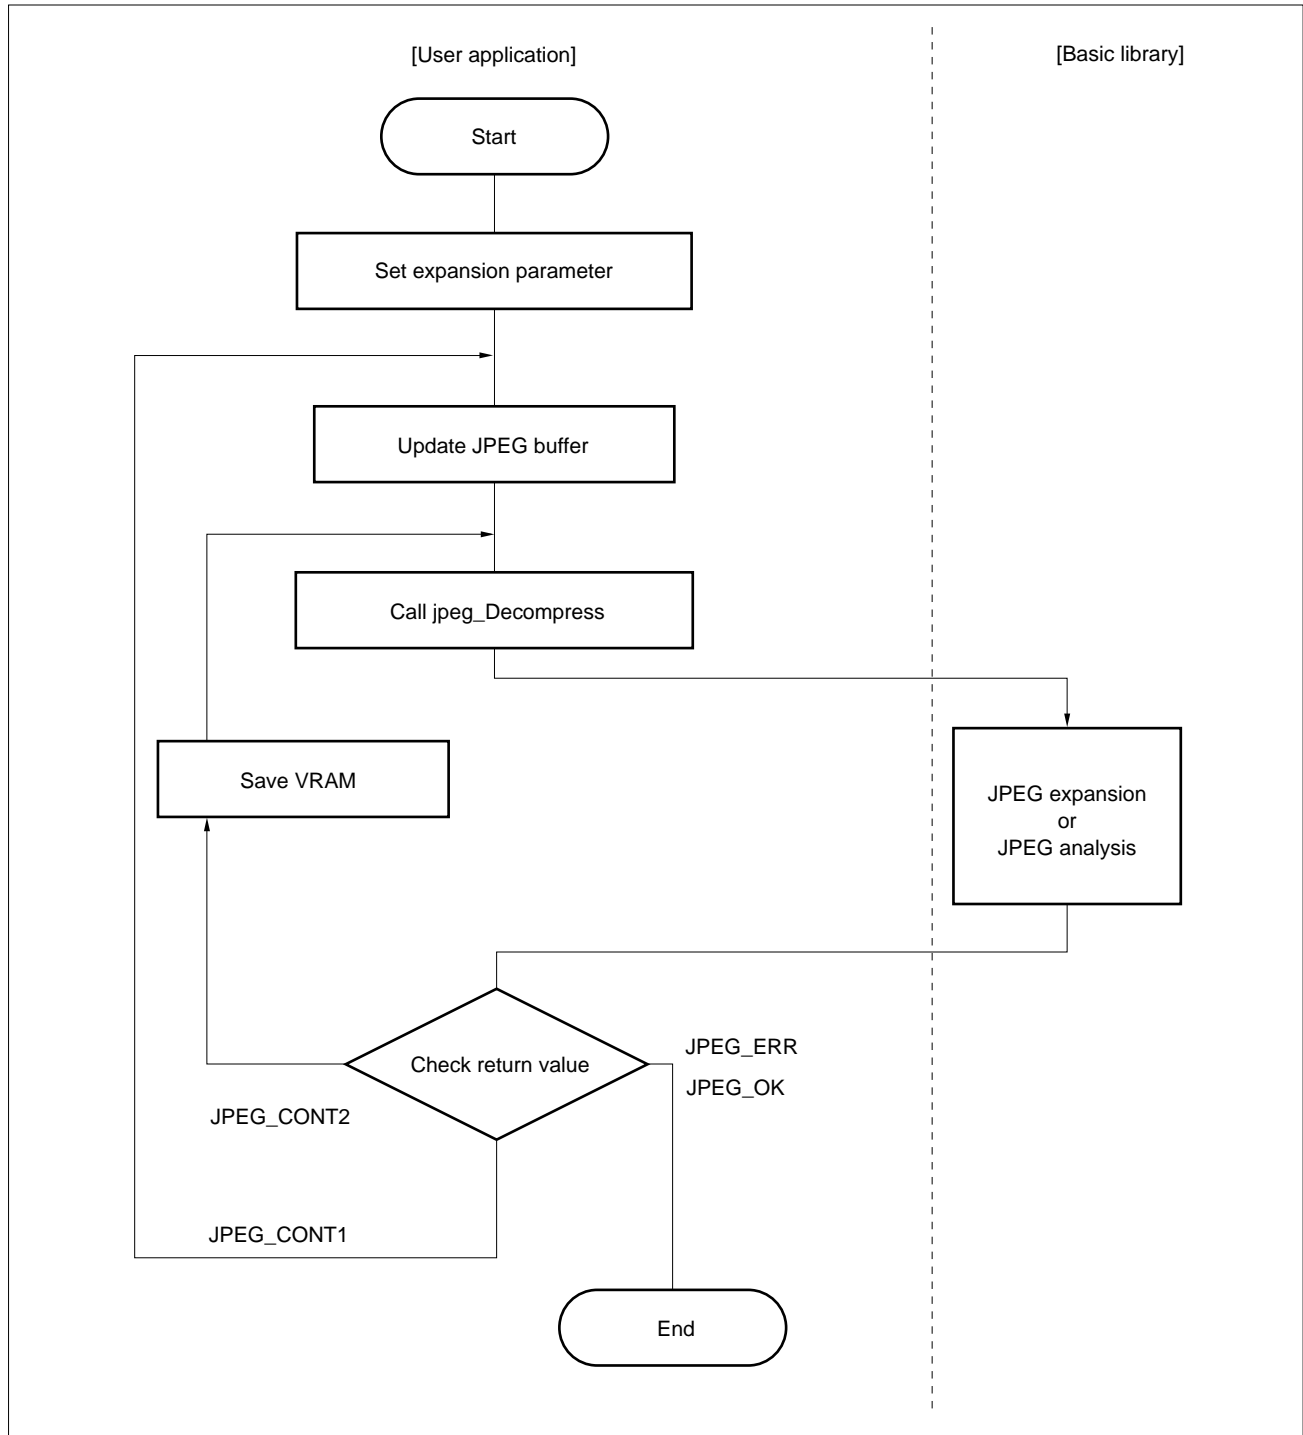 [User application]
[Basic library]
Start
Set expansion parameter
Update JPEG buffer
Call jpeg_Decompress
Save VRAM
JPEG expansion
or
JPEG analysis
Check return value
JPEG_ERR
JPEG_OK
JPEG_CONT2
JPEG_CONT1
End